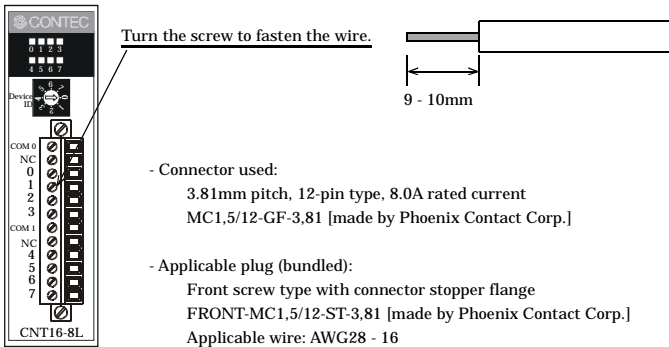 CONTEC
0 1 2 3
4 5 6 7
Device
ID
COM 0
NC
0
1
2
3
COM 1
NC
4
5
6
7
CNT16-8L
Turn the screw to fasten the wire.
9 - 10mm
- Connector used:
3.81mm pitch, 12-pin type, 8.0A rated current
MC1,5/12-GF-3,81 [made by Phoenix Contact Corp.]
- Applicable plug (bundled):
Front screw type with connector stopper flange
FRONT-MC1,5/12-ST-3,81 [made by Phoenix Contact Corp.]
Applicable wire: AWG28 - 16